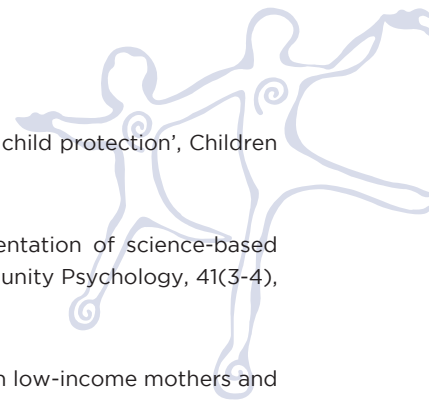 child protection’, Children
entation of science-based
unity Psychology, 41(3-4),
n low-income mothers and